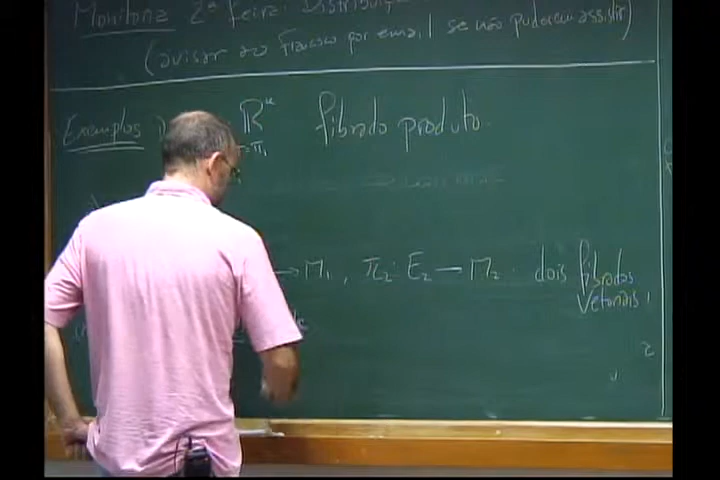 Monitoria 2ª feira: Distribuiç
(avisar ao Francisco por email se não puderem assistir)
Exemplos ℝᵏ fibrado produto.
= π₁
→ M₁, π₂: E₂ → M₂. dois fibrados
vetoriais